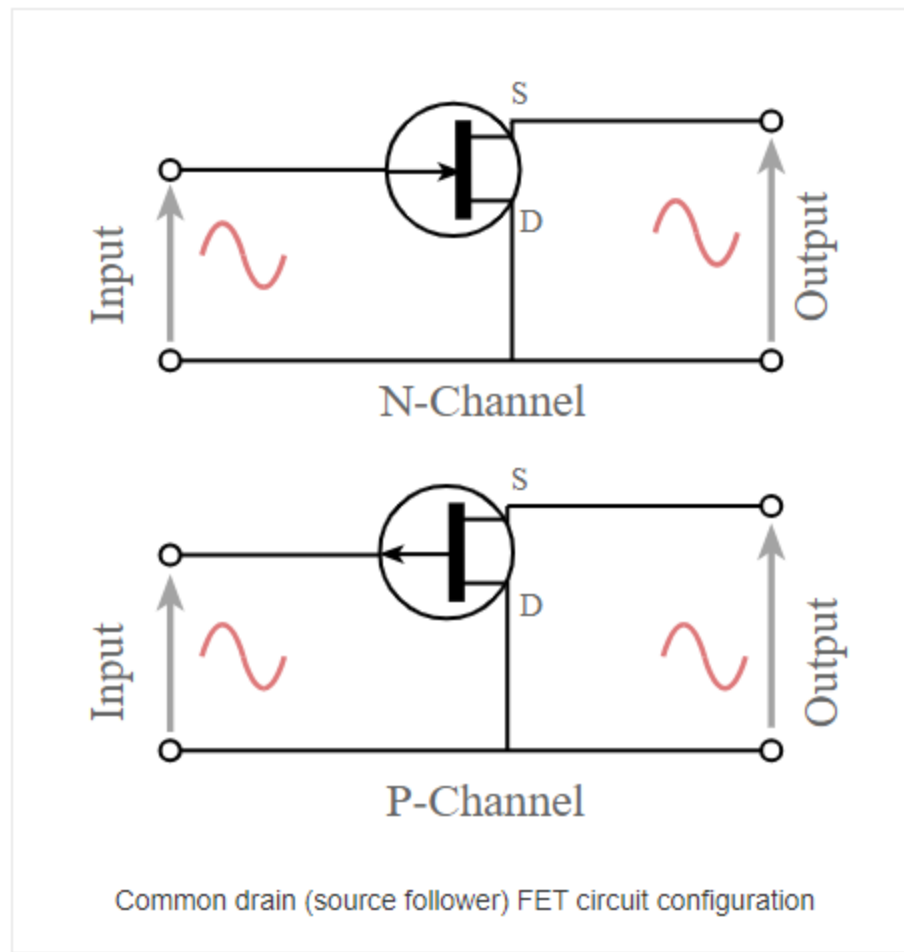 S
Input
D
Output
N-Channel
S
Input
D
Output
P-Channel
Common drain (source follower) FET circuit configuration